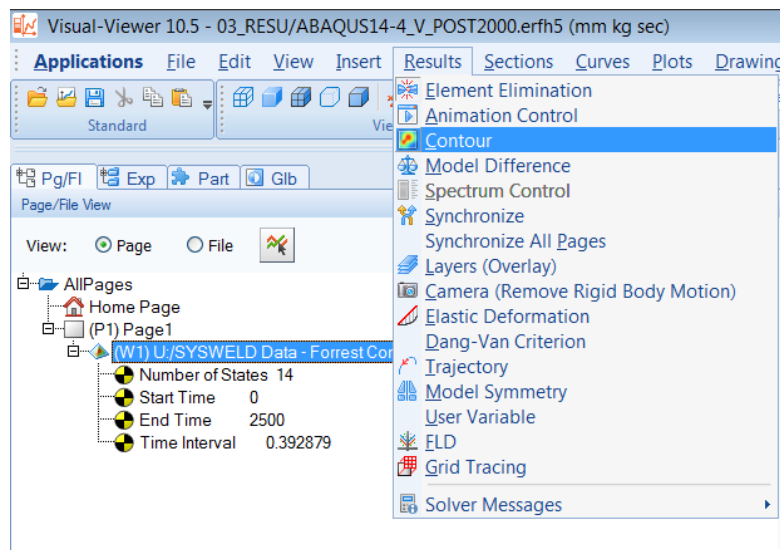 Visual-Viewer 10.5 - 03_RESU/ABAQUS14-4_V_POST2000.erfh5 (mm kg sec)
Applications File Edit View Insert Results Sections Curves Plots Drawing
Standard
Vie
Pg/Fl Exp Part Glb
Page/File View
View: Page File
AllPages
Home Page
(P1) Page1
(W1) U:/SYSWELD Data - Forrest Cor
Number of States 14
Start Time 0
End Time 2500
Time Interval 0.392879
Element Elimination
Animation Control
Contour
Model Difference
Spectrum Control
Synchronize
Synchronize All Pages
Layers (Overlay)
Camera (Remove Rigid Body Motion)
Elastic Deformation
Dang-Van Criterion
Trajectory
Model Symmetry
User Variable
FLD
Grid Tracing
Solver Messages